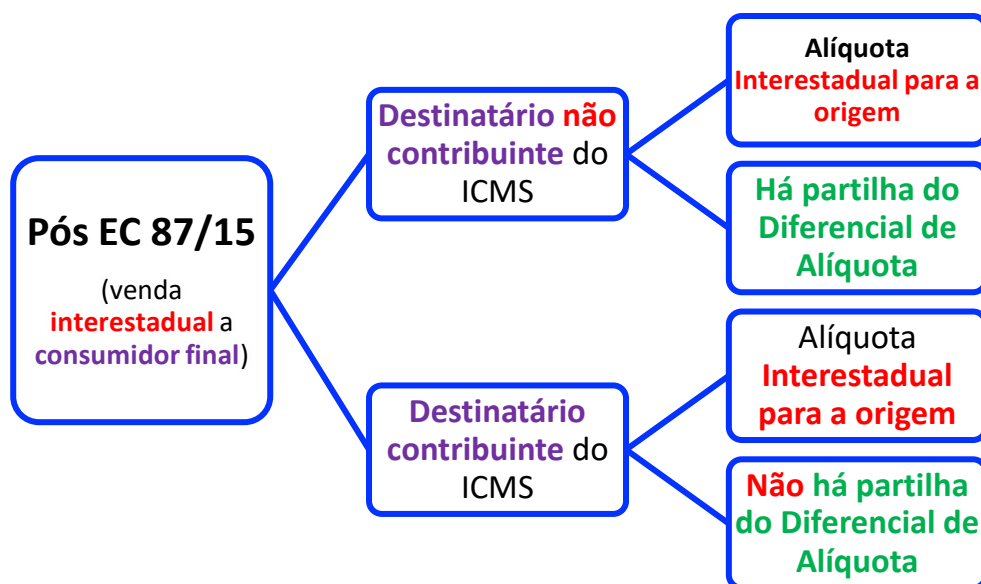 Pós EC 87/15
(venda
interestadual a
consumidor final)
Destinatário não
contribuinte do
ICMS
Alíquota
Interestadual para a
origem
Há partilha do
Diferencial de
Alíquota
Destinatário
contribuinte do
ICMS
Alíquota
Interestadual
para a origem
Não há partilha
do Diferencial de
Alíquota